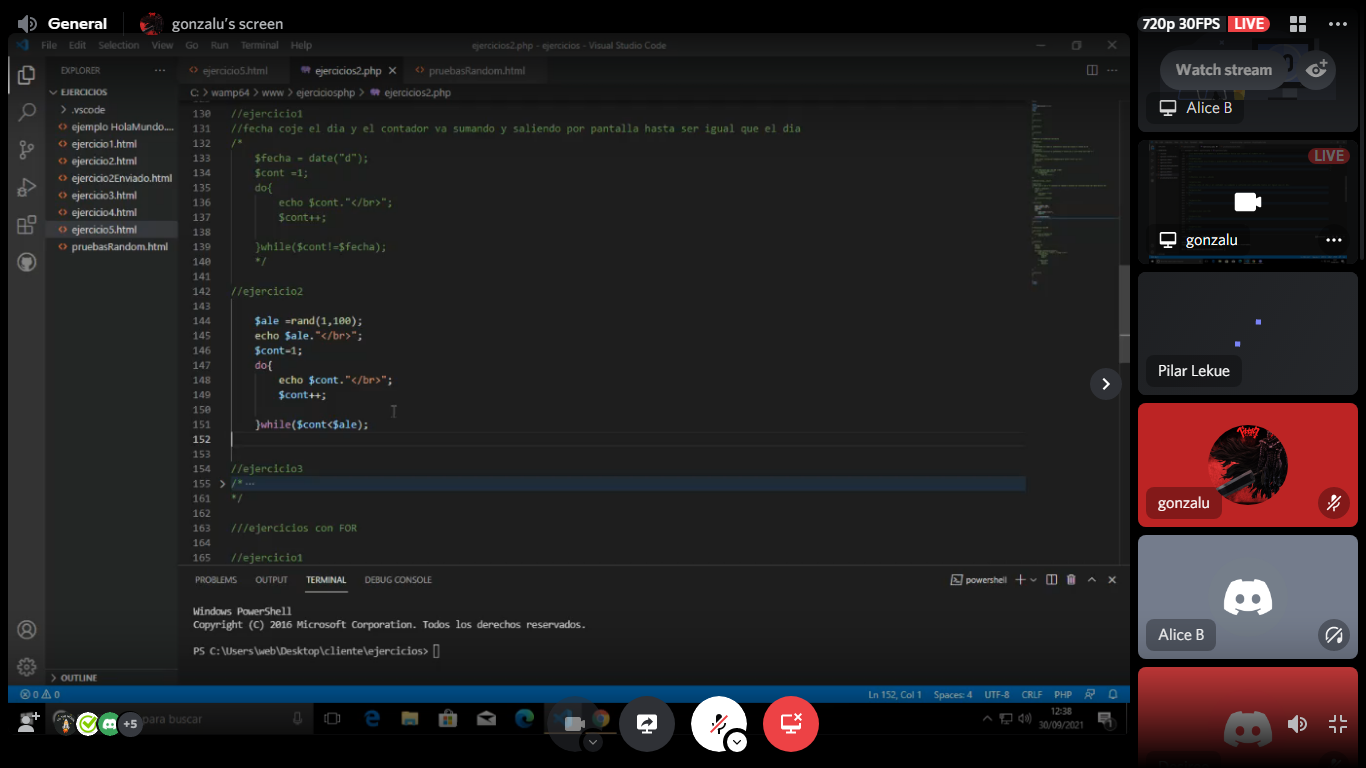 General
gonzalu's screen
720p 30FPS LIVE
File Edit Selection View Go Run Terminal Help
ejercicios2.php - ejercicios - Visual Studio Code
EXPLORER
ejercicio5.html
ejercicios2.php
pruebasRandom.html
C: > wamp64 > www > ejerciciosphp > ejercicios2.php
EJERCICIOS
.vscode
ejemplo HolaMundo....
ejercicio1.html
ejercicio2.html
ejercicio2Enviado.html
ejercicio3.html
ejercicio4.html
ejercicio5.html
pruebasRandom.html
OUTLINE
130 //ejercicio1
131 //fecha coje el dia y el contador va sumando y saliendo por pantalla hasta ser igual que el dia
132 /*
133 $fecha = date("d");
134 $cont =1;
135 do{
136 echo $cont."</br>";
137 $cont++;
138
139 }while($cont!=$fecha);
140 */
141
142 //ejercicio2
143
144 $ale =rand(1,100);
145 echo $ale."</br>";
146 $cont=1;
147 do{
148 echo $cont."</br>";
149 $cont++;
150
151 }while($cont<$ale);
152
153
154 //ejercicio3
155 /* ...
161 */
162
163 ///ejercicios con FOR
164
165 //ejercicio1
PROBLEMS OUTPUT TERMINAL DEBUG CONSOLE
powershell
Windows PowerShell
Copyright (C) 2016 Microsoft Corporation. Todos los derechos reservados.
PS C:\Users\web\Desktop\cliente\ejercicios>
0 0
Ln 152, Col 1 Spaces: 4 UTF-8 CRLF PHP
+5
para buscar
12:38
30/09/2021
Watch stream
Alice B
LIVE
gonzalu
Pilar Lekue
gonzalu
Alice B